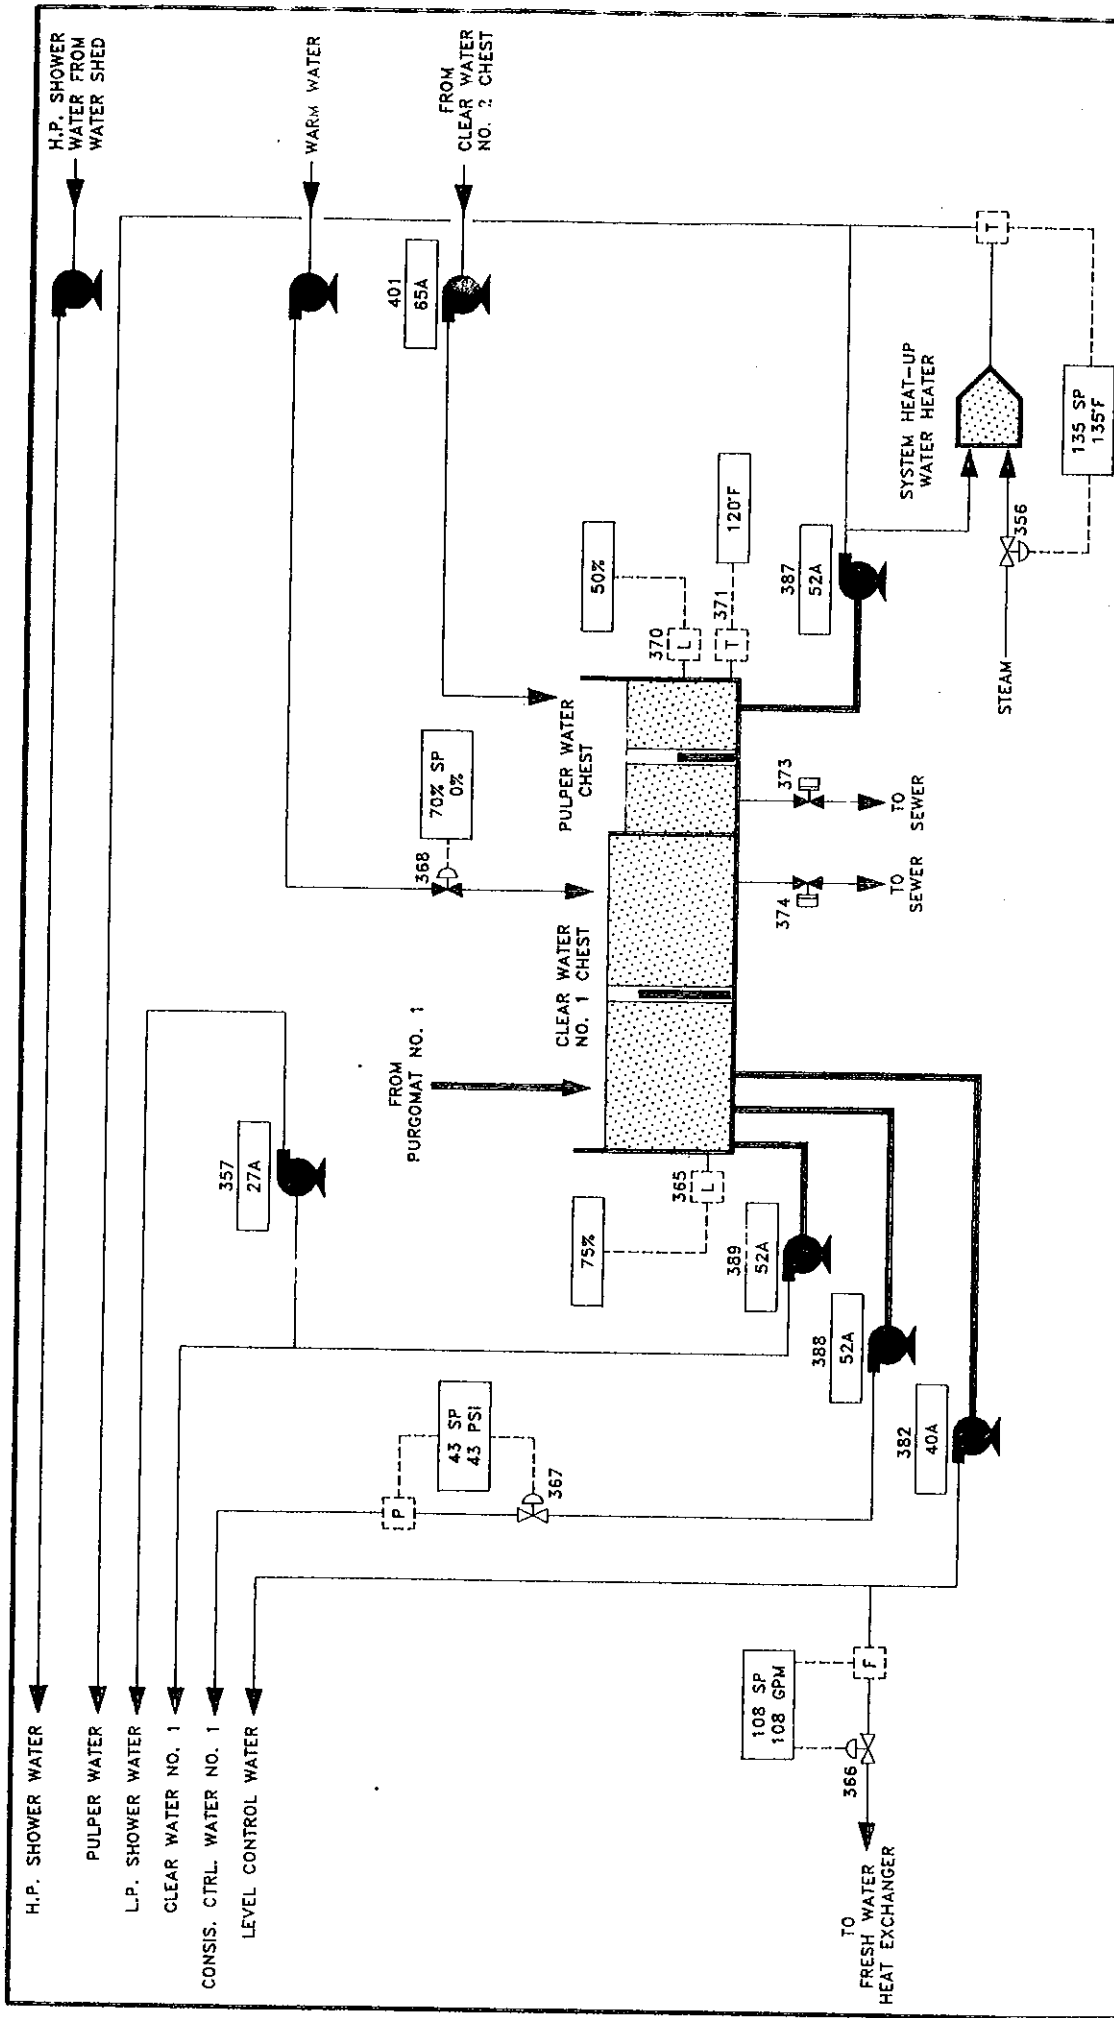 H.P. SHOWER WATER
PULPER WATER
L.P. SHOWER WATER
CLEAR WATER NO. 1
CONSIS. CTRL. WATER NO. 1
LEVEL CONTROL WATER
TO
FRESH WATER
HEAT EXCHANGER
366
108 SP
108 GPM
F
P
43 SP
43 PSI
367
382
40A
388
52A
389
52A
357
27A
75%
365
L
FROM
PURGOMAT NO. 1
CLEAR WATER
NO. 1 CHEST
368
70% SP
0%
PULPER WATER
CHEST
374
TO
SEWER
373
TO
SEWER
50%
370
L
T
371
120°F
387
52A
401
65A
H.P. SHOWER
WATER FROM
WATER SHED
WARM WATER
FROM
CLEAR WATER
NO. 2 CHEST
SYSTEM HEAT-UP
WATER HEATER
STEAM
356
135 SP
135°F
T